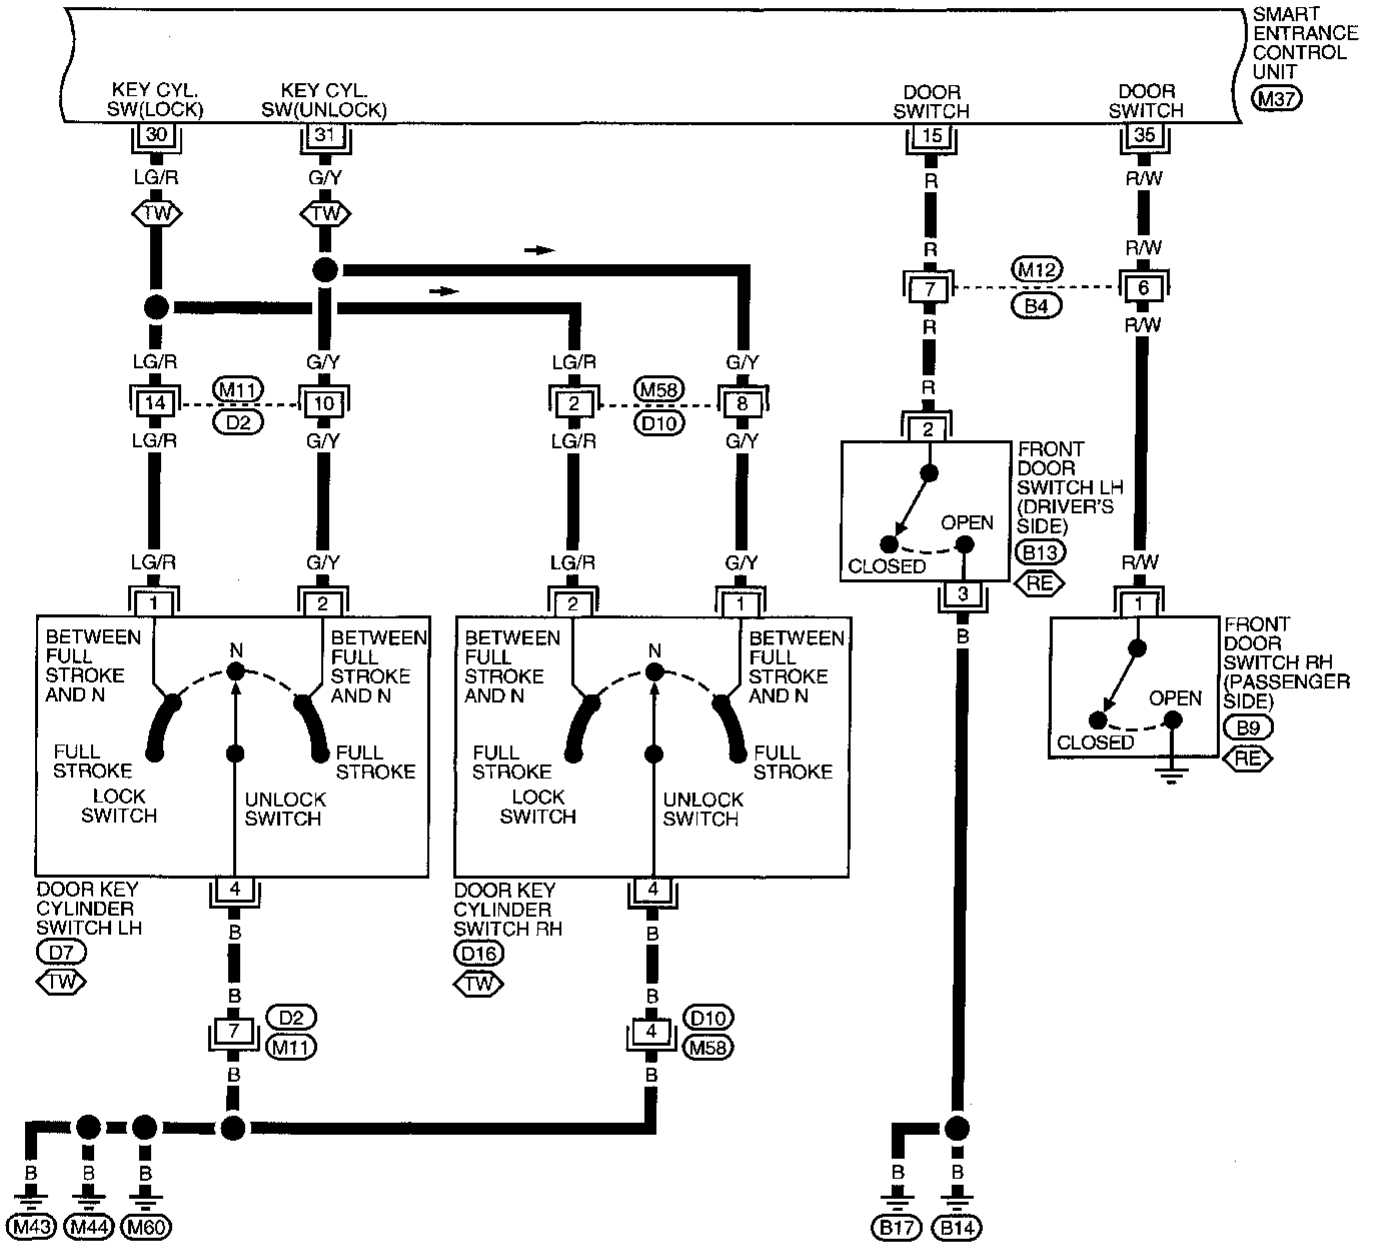 SMART
ENTRANCE
CONTROL
UNIT
M37
KEY CYL.
SW(LOCK)
KEY CYL.
SW(UNLOCK)
DOOR
SWITCH
DOOR
SWITCH
30
31
15
35
LG/R
G/Y
R
R/W
TW
TW
R
R/W
7
M12
B4
6
R
R/W
LG/R
G/Y
LG/R
G/Y
R
14
M11
D2
10
2
M58
D10
8
LG/R
G/Y
LG/R
G/Y
2
FRONT
DOOR
SWITCH LH
(DRIVER'S
SIDE)
B13
RE
OPEN
CLOSED
LG/R
G/Y
LG/R
G/Y
R/W
1
2
2
1
3
1
B
BETWEEN
FULL
STROKE
AND N
N
BETWEEN
FULL
STROKE
AND N
FULL
STROKE
FULL
STROKE
LOCK
SWITCH
UNLOCK
SWITCH
BETWEEN
FULL
STROKE
AND N
N
BETWEEN
FULL
STROKE
AND N
FULL
STROKE
FULL
STROKE
LOCK
SWITCH
UNLOCK
SWITCH
FRONT
DOOR
SWITCH RH
(PASSENGER
SIDE)
B9
RE
OPEN
CLOSED
4
4
DOOR KEY
CYLINDER
SWITCH LH
D7
TW
DOOR KEY
CYLINDER
SWITCH RH
D16
TW
B
B
B
B
7
D2
M11
4
D10
M58
B
B
B
B
B
B
B
M43
M44
M60
B17
B14